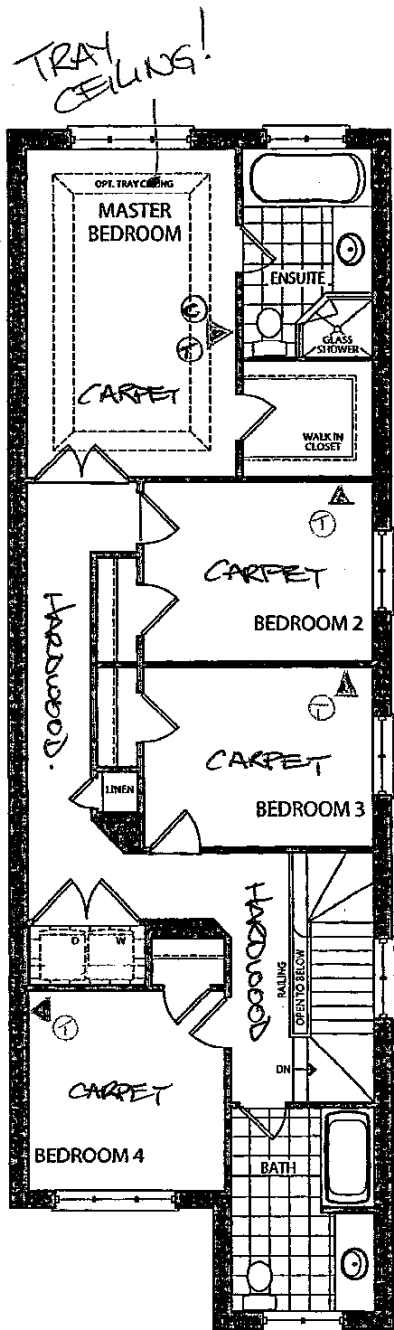 TRAY
CEILING!
OPT. TRAY CEILING
MASTER
BEDROOM
ENSUITE
GLASS
SHOWER
CARPET
WALK IN
CLOSET
T
CARPET
BEDROOM 2
HARDWOOD.
T
CARPET
BEDROOM 3
LINEN
HARDWOOD
D W
RAILING
OPEN TO BELOW
T
DN
CARPET
BEDROOM 4
BATH